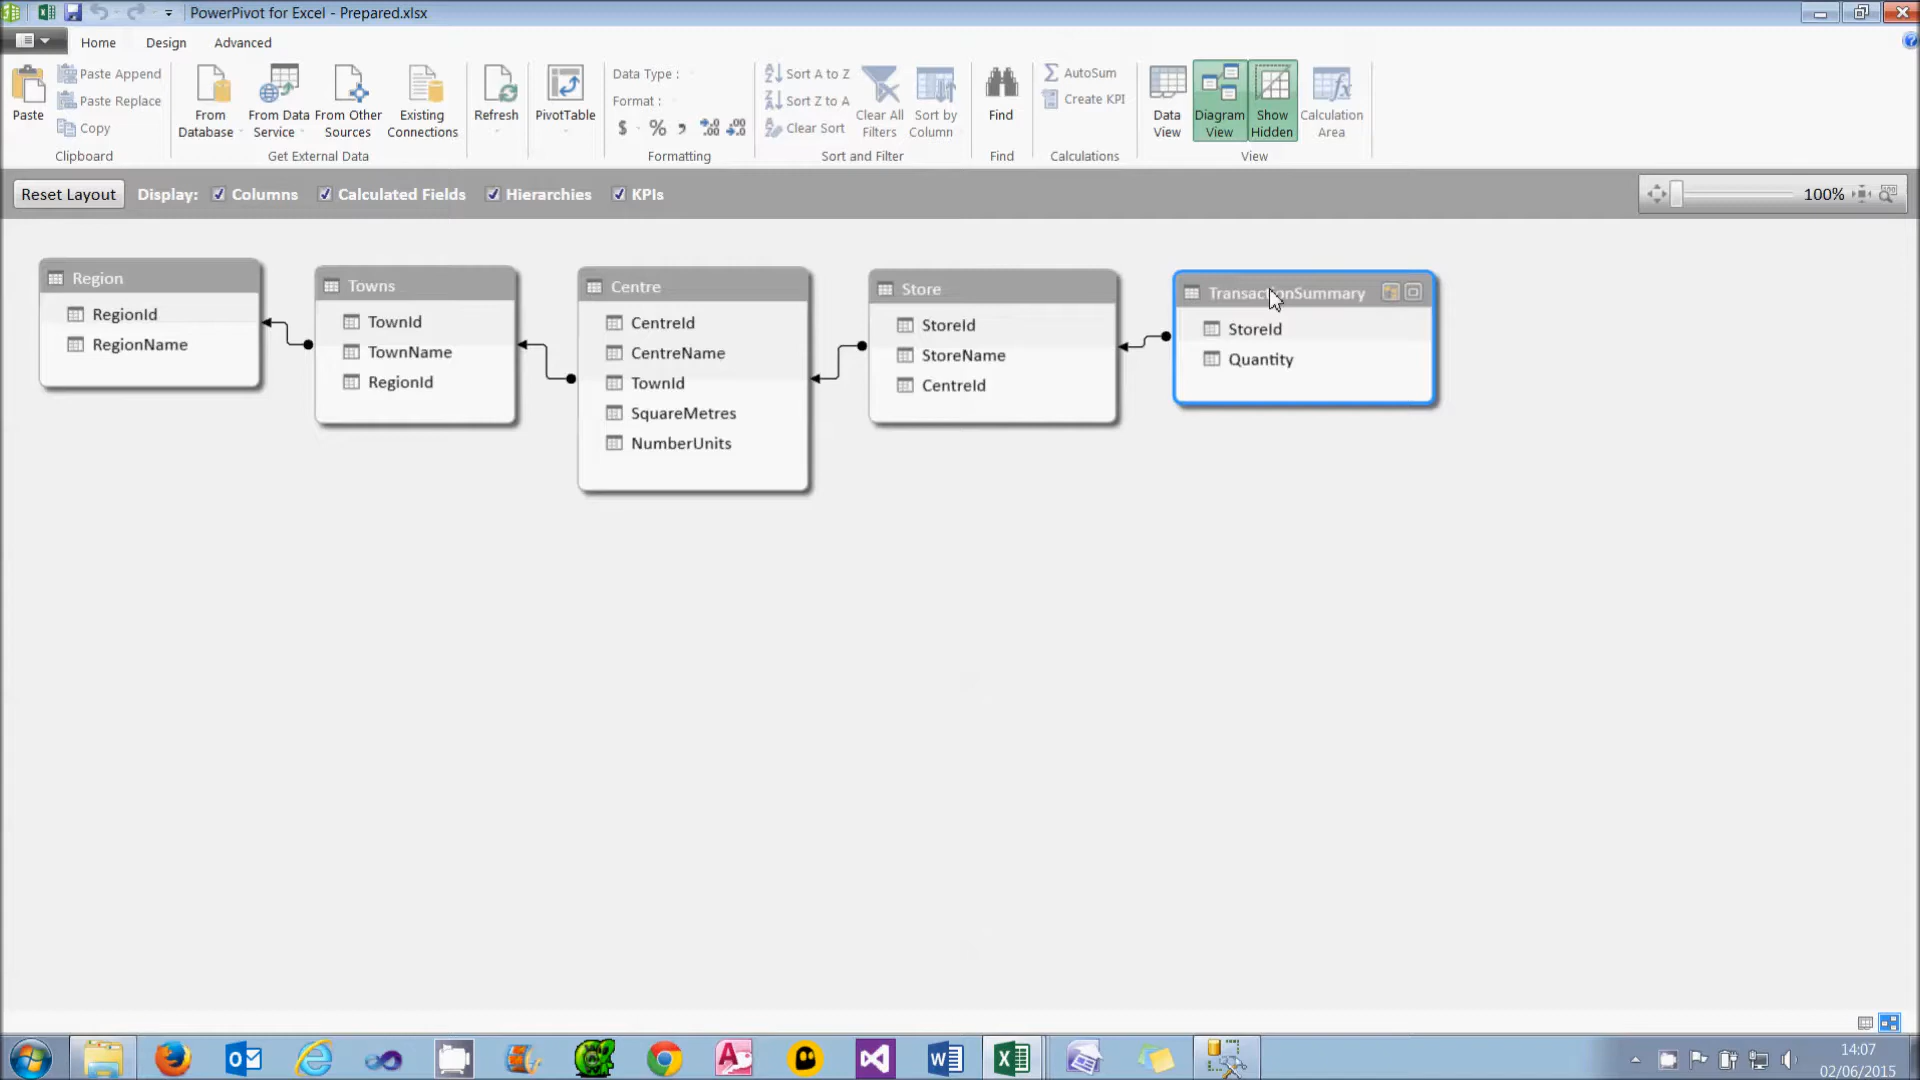 PowerPivot for Excel - Prepared.xlsx
Home Design Advanced
Paste
Paste Append
Paste Replace
Copy
Clipboard
From Database
From Data Service
From Other Sources
Existing Connections
Get External Data
Refresh
PivotTable
Data Type :
Format :
$ % , .00 .00
Formatting
Sort A to Z
Sort Z to A
Clear Sort
Clear All Filters
Sort by Column
Sort and Filter
Find
Find
AutoSum
Create KPI
Calculations
Data View
Diagram View
Show Hidden
Calculation Area
View
Reset Layout Display: Columns Calculated Fields Hierarchies KPIs 100%
Region
RegionId
RegionName
Towns
TownId
TownName
RegionId
Centre
CentreId
CentreName
TownId
SquareMetres
NumberUnits
Store
StoreId
StoreName
CentreId
TransactionSummary
StoreId
Quantity
14:07
02/06/2015